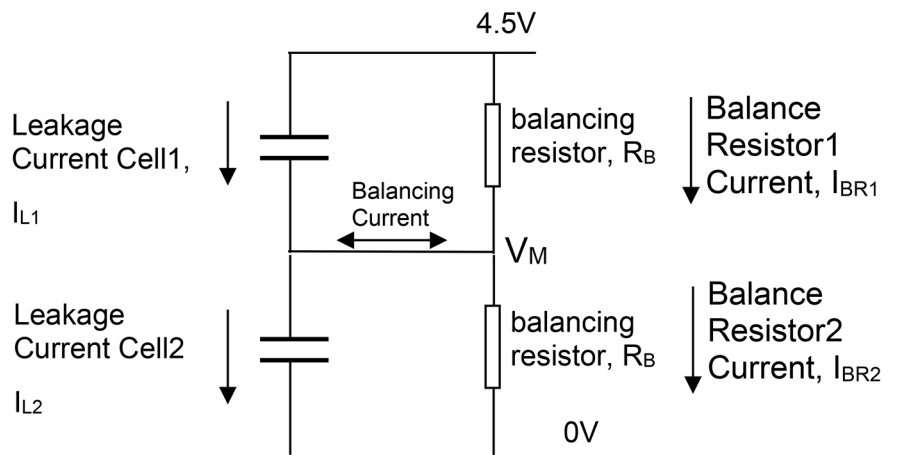 4.5V
Leakage
Current Cell1,
IL1
balancing
resistor, RB
Balance
Resistor1
Current, IBR1
Balancing
Current
VM
Leakage
Current Cell2
IL2
balancing
resistor, RB
Balance
Resistor2
Current, IBR2
0V